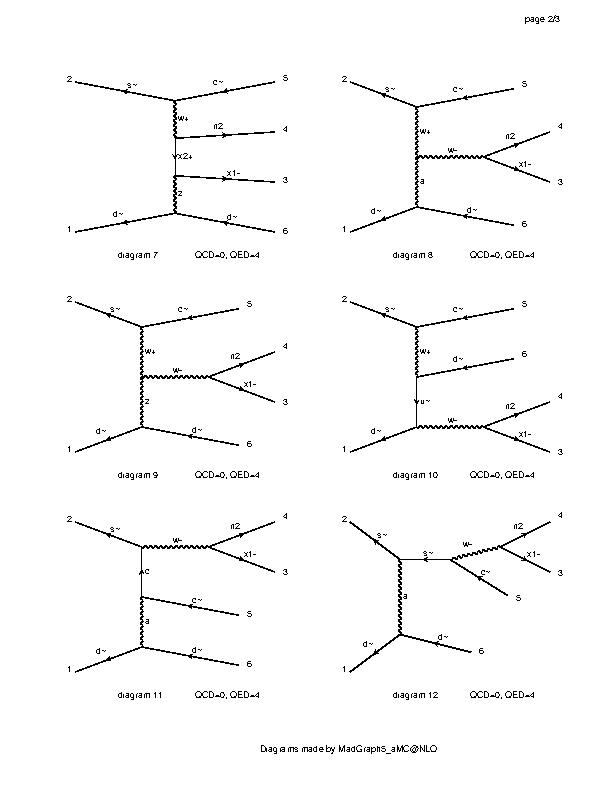 page 2/3
2 s~ c~ 5
w+
n2 4
x2+
x1- 3
z
1 d~ d~ 6
diagram 7 QCD=0, QED=4
2 s~ c~ 5
w+
n2 4
w-
x1- 3
a
1 d~ d~ 6
diagram 8 QCD=0, QED=4
2 s~ c~ 5
w+
n2 4
w-
x1- 3
z
1 d~ d~ 6
diagram 9 QCD=0, QED=4
2 s~ c~ 5
w+
d~ 6
u~
n2 4
w-
x1- 3
1 d~
diagram 10 QCD=0, QED=4
2 s~ w- n2 4
x1- 3
c
c~ 5
a
1 d~ d~ 6
diagram 11 QCD=0, QED=4
2 s~ s~ w- n2 4
x1- 3
c~ 5
a
1 d~ d~ 6
diagram 12 QCD=0, QED=4
Diagrams made by MadGraph5_aMC@NLO